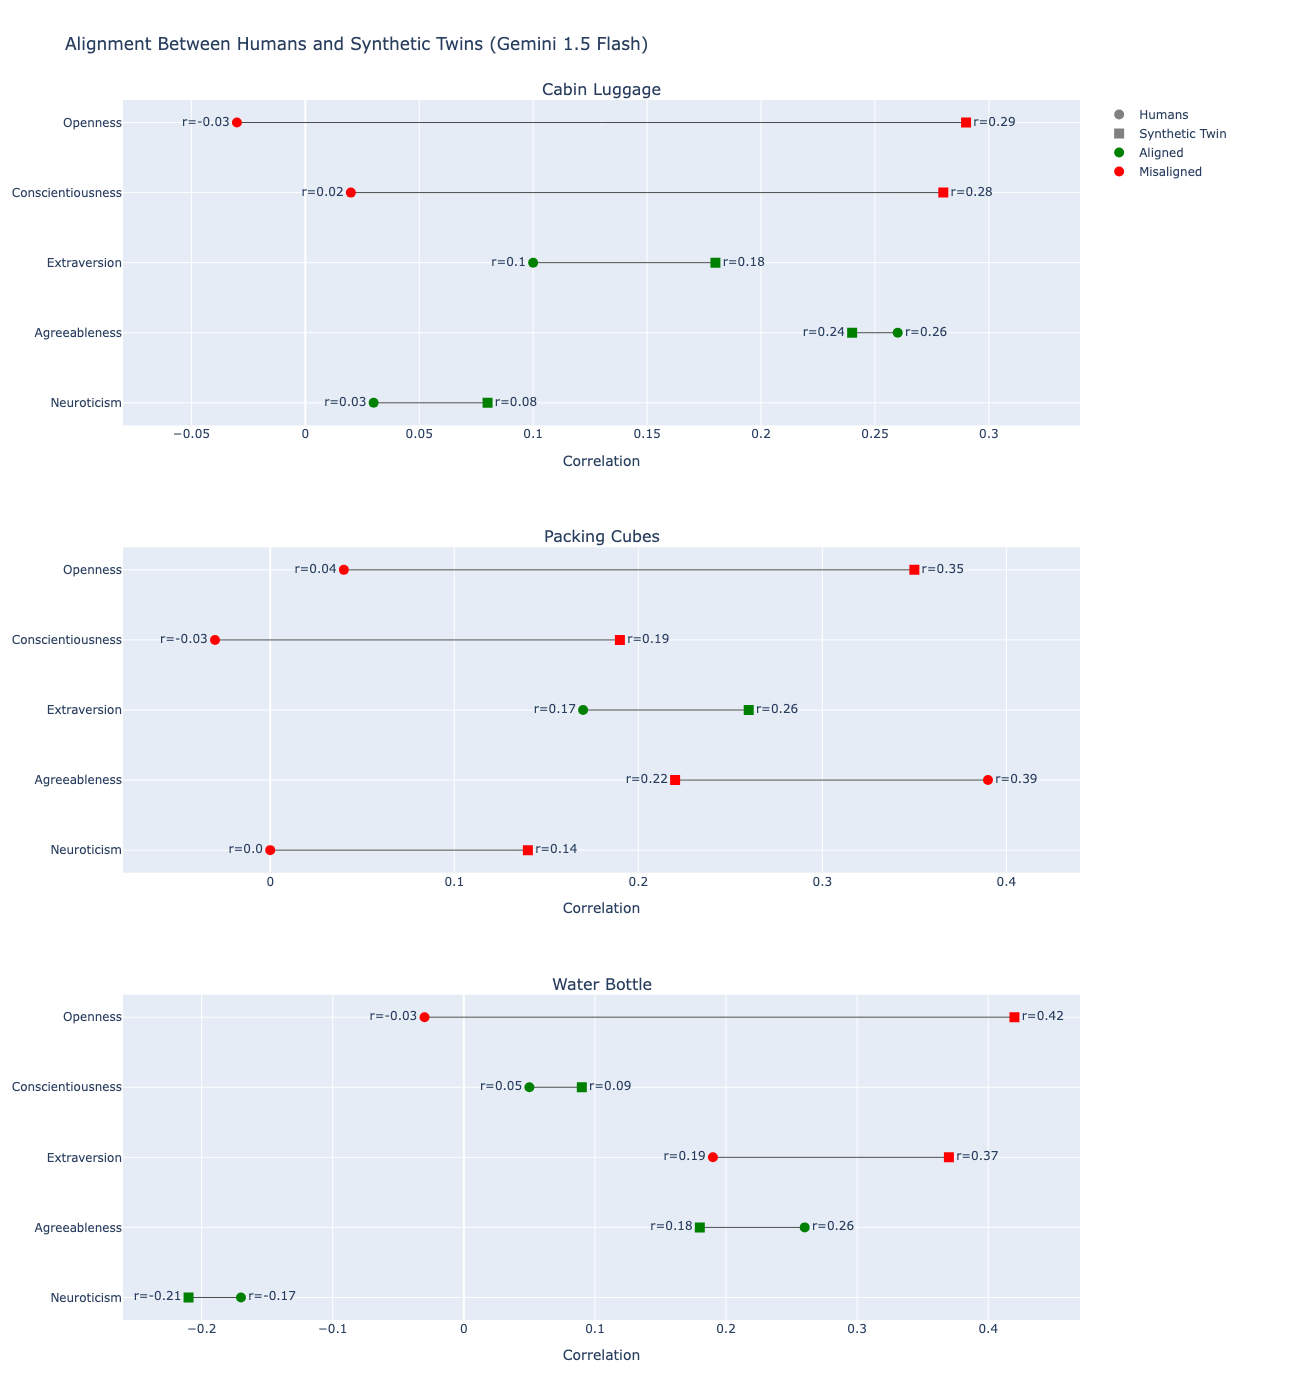 Alignment Between Humans and Synthetic Twins (Gemini 1.5 Flash)
Cabin Luggage
Humans
Synthetic Twin
Aligned
Misaligned
Openness r=-0.03 r=0.29
Conscientiousness r=0.02 r=0.28
Extraversion r=0.1 r=0.18
Agreeableness r=0.24 r=0.26
Neuroticism r=0.03 r=0.08
−0.05 0 0.05 0.1 0.15 0.2 0.25 0.3
Correlation
Packing Cubes
Openness r=0.04 r=0.35
Conscientiousness r=-0.03 r=0.19
Extraversion r=0.17 r=0.26
Agreeableness r=0.22 r=0.39
Neuroticism r=0.0 r=0.14
0 0.1 0.2 0.3 0.4
Correlation
Water Bottle
Openness r=-0.03 r=0.42
Conscientiousness r=0.05 r=0.09
Extraversion r=0.19 r=0.37
Agreeableness r=0.18 r=0.26
Neuroticism r=-0.21 r=-0.17
−0.2 −0.1 0 0.1 0.2 0.3 0.4
Correlation